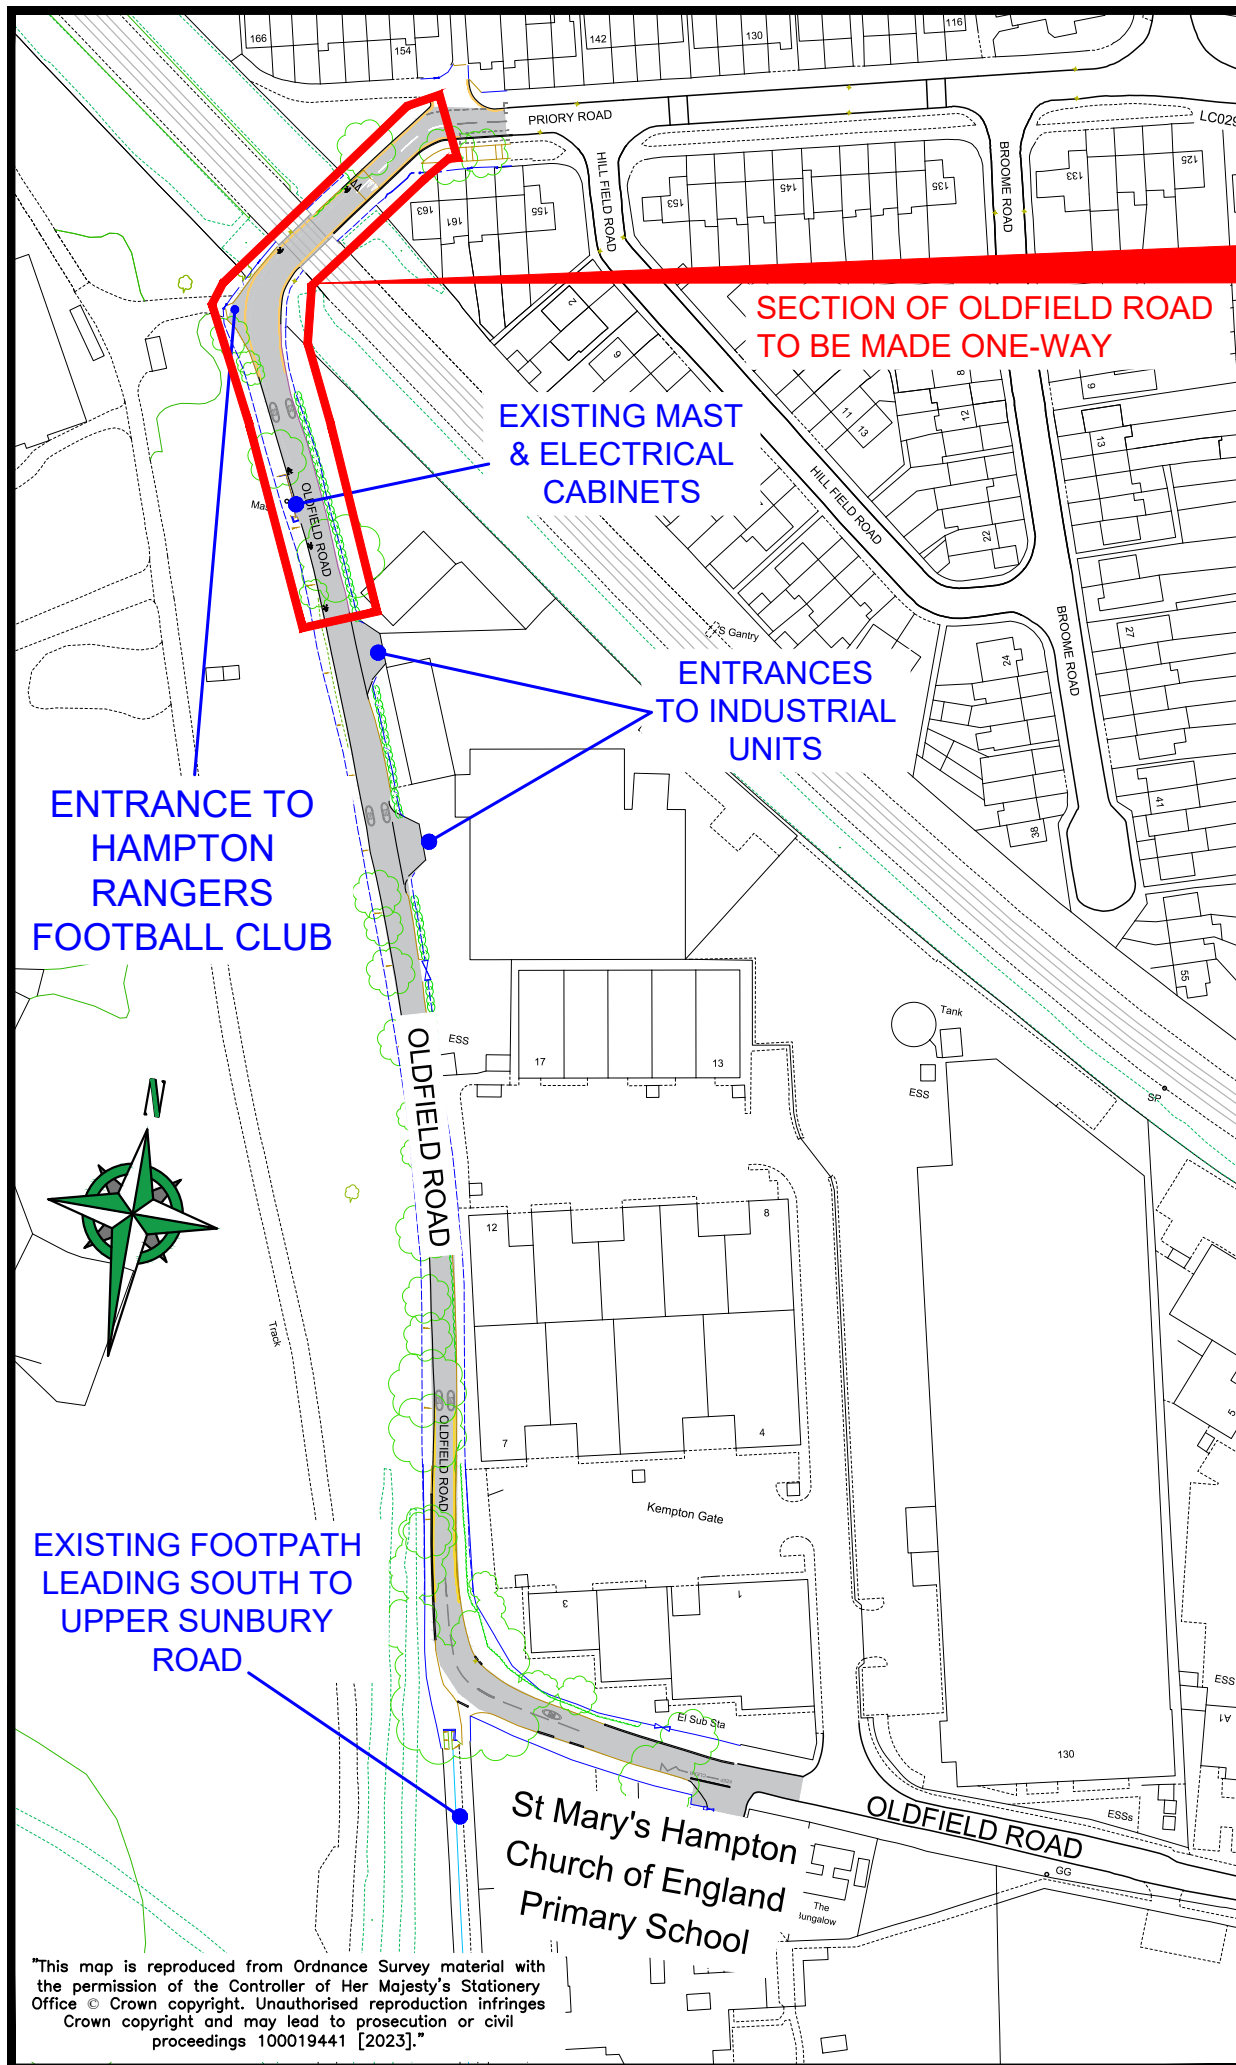 166
154
142
130
116
PRIORY ROAD
LC029
HILL FIELD ROAD
BROOME ROAD
163
161
155
153
145
135
133
125
SECTION OF OLDFIELD ROAD
TO BE MADE ONE-WAY
2
9
11
13
8
12
9
13
EXISTING MAST
& ELECTRICAL
CABINETS
OLDFIELD ROAD
HILL FIELD ROAD
22
24
BROOME ROAD
27
S Gantry
ENTRANCES
TO INDUSTRIAL
UNITS
38
41
55
ENTRANCE TO
HAMPTON
RANGERS
FOOTBALL CLUB
OLDFIELD ROAD
ESS
17
13
Tank
ESS
SP
N
12
8
Track
7
4
OLDFIELD ROAD
5
Kempton Gate
EXISTING FOOTPATH
LEADING SOUTH TO
UPPER SUNBURY
ROAD
3
1
El Sub Sta
ESS
A1
130
ESSs
OLDFIELD ROAD
GG
St Mary's Hampton
Church of England
Primary School
The
Bungalow
"This map is reproduced from Ordnance Survey material with
the permission of the Controller of Her Majesty's Stationery
Office © Crown copyright. Unauthorised reproduction infringes
Crown copyright and may lead to prosecution or civil
proceedings 100019441 [2023]."